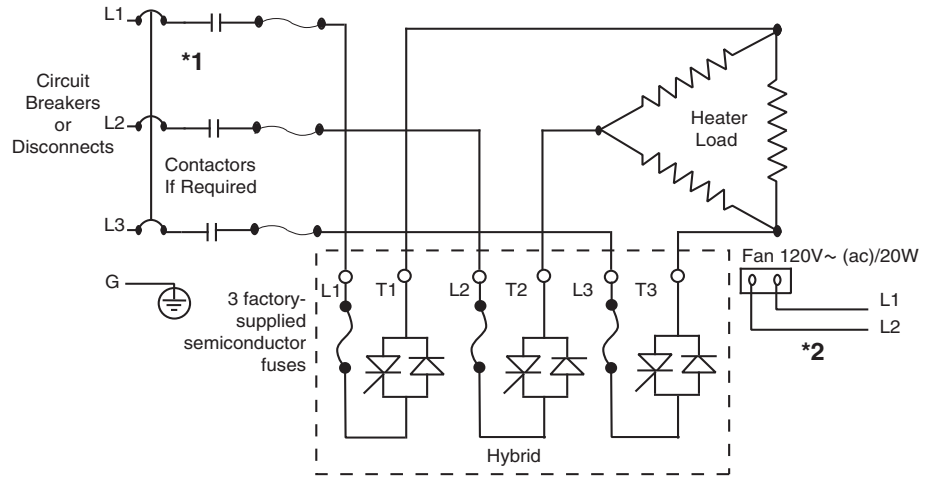 L1
*1
Circuit
Breakers
or
Disconnects
L2
Contactors
If Required
L3
G
Heater
Load
Fan 120V~ (ac)/20W
L1
L2
*2
L1
T1
L2
T2
L3
T3
3 factory-
supplied
semiconductor
fuses
Hybrid